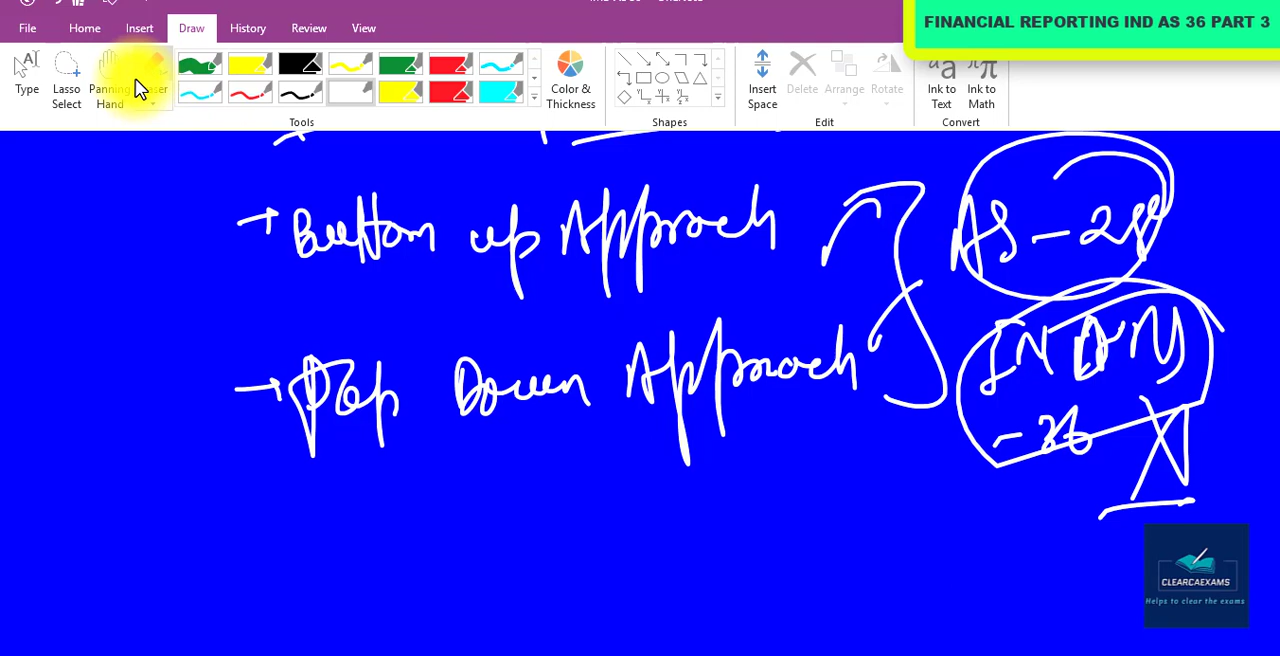 FINANCIAL REPORTING IND AS 36 PART 3
File Home Insert Draw History Review View
Type
Lasso Select
Panning Hand
Color & Thickness
Insert Space
Delete
Arrange
Rotate
Ink to Text
Ink to Math
Tools
Shapes
Edit
Convert
→ Bottom up Approach
AS - 28
→ Top Down Approach
IND AS
- 36
X
CLEARCAEXAMS
Helps to clear the exams